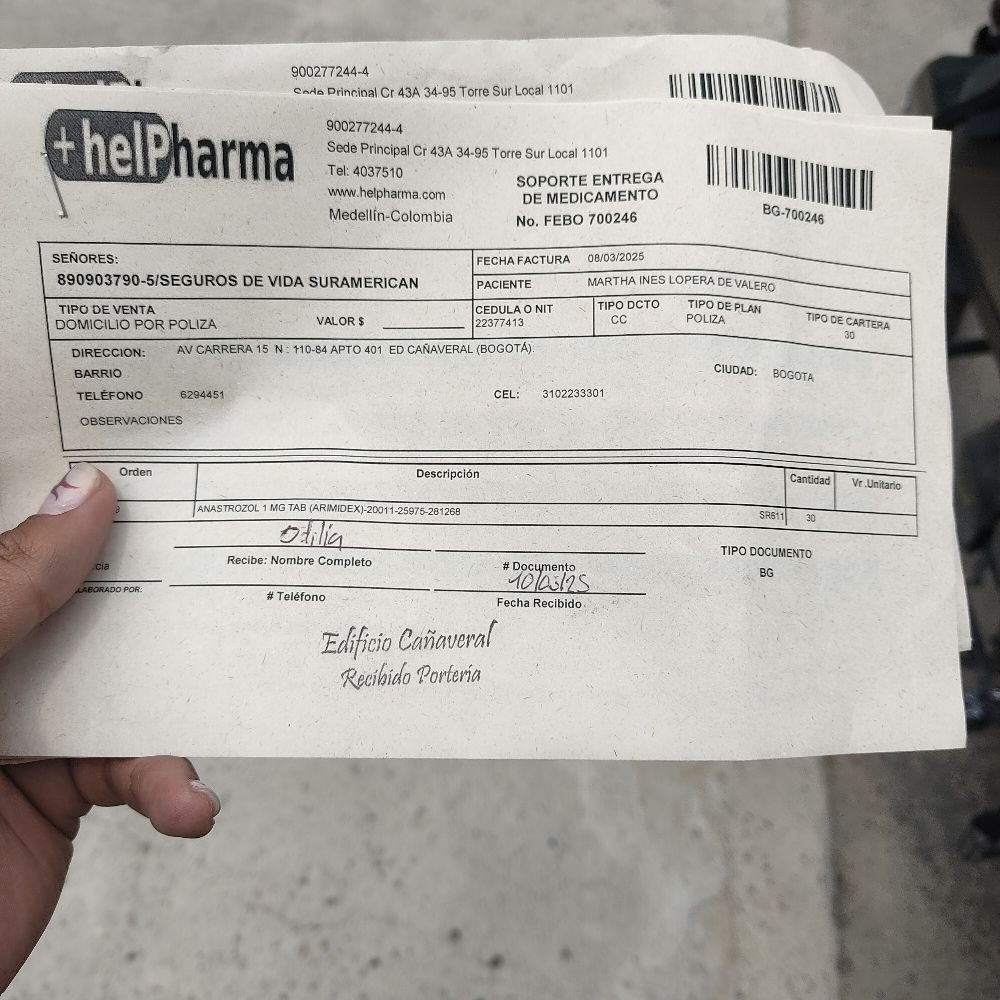 900277244-4
Sede Principal Cr 43A 34-95 Torre Sur Local 1101
+helPharma
900277244-4
Sede Principal Cr 43A 34-95 Torre Sur Local 1101
Tel: 4037510
www.helpharma.com
Medellín-Colombia
SOPORTE ENTREGA
DE MEDICAMENTO
No. FEBO 700246
BG-700246
SEÑORES:
890903790-5/SEGUROS DE VIDA SURAMERICAN
FECHA FACTURA 08/03/2025
PACIENTE MARTHA INES LOPERA DE VALERO
TIPO DE VENTA
DOMICILIO POR POLIZA
VALOR $
CEDULA O NIT
22377413
TIPO DCTO
CC
TIPO DE PLAN
POLIZA
TIPO DE CARTERA
30
DIRECCION: AV CARRERA 15 N : 110-84 APTO 401 ED CAÑAVERAL (BOGOTÁ).
BARRIO
CIUDAD: BOGOTA
TELÉFONO 6294451
CEL: 3102233301
OBSERVACIONES
Orden Descripción Cantidad Vr .Unitario
ANASTROZOL 1 MG TAB (ARIMIDEX)-20011-25975-281268 SR611 30
Odilia
Recibe: Nombre Completo
# Documento
TIPO DOCUMENTO
BG
10/03/25
LABORADO POR:
# Teléfono
Fecha Recibido
Edificio Cañaveral
Recibido Portería